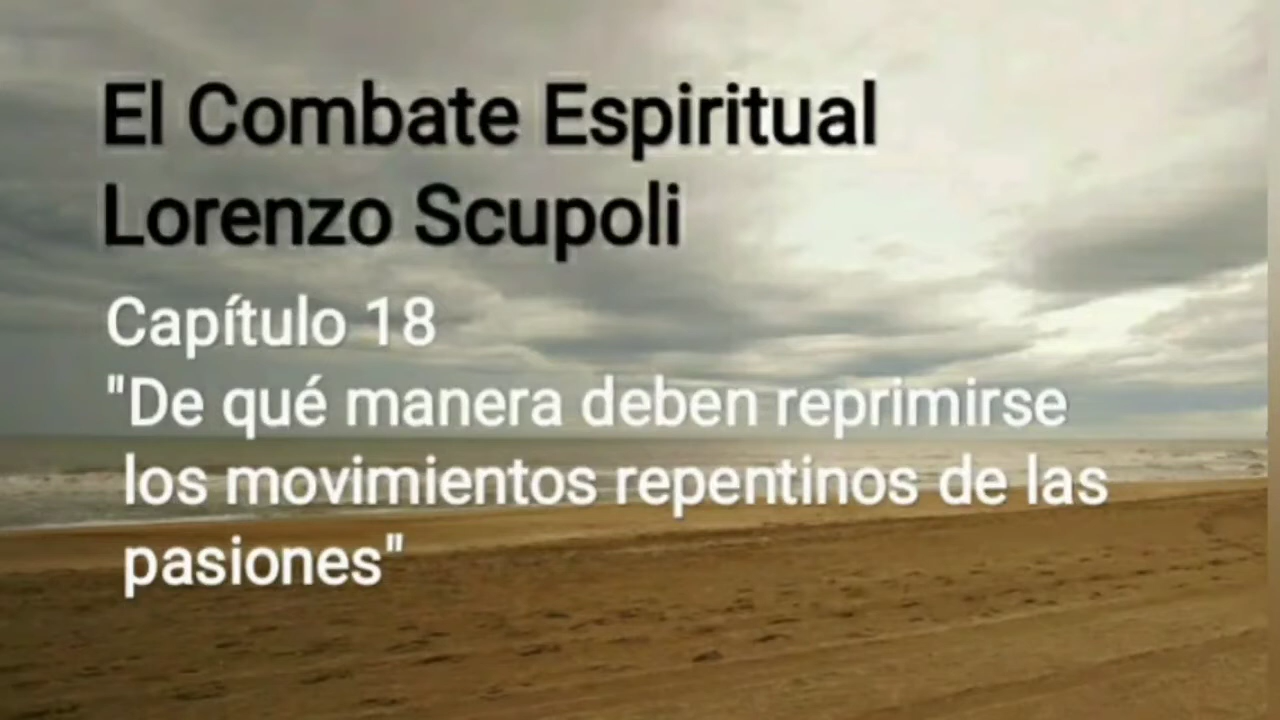 El Combate Espiritual
Lorenzo Scupoli
Capítulo 18
"De qué manera deben reprimirse
los movimientos repentinos de las
pasiones"